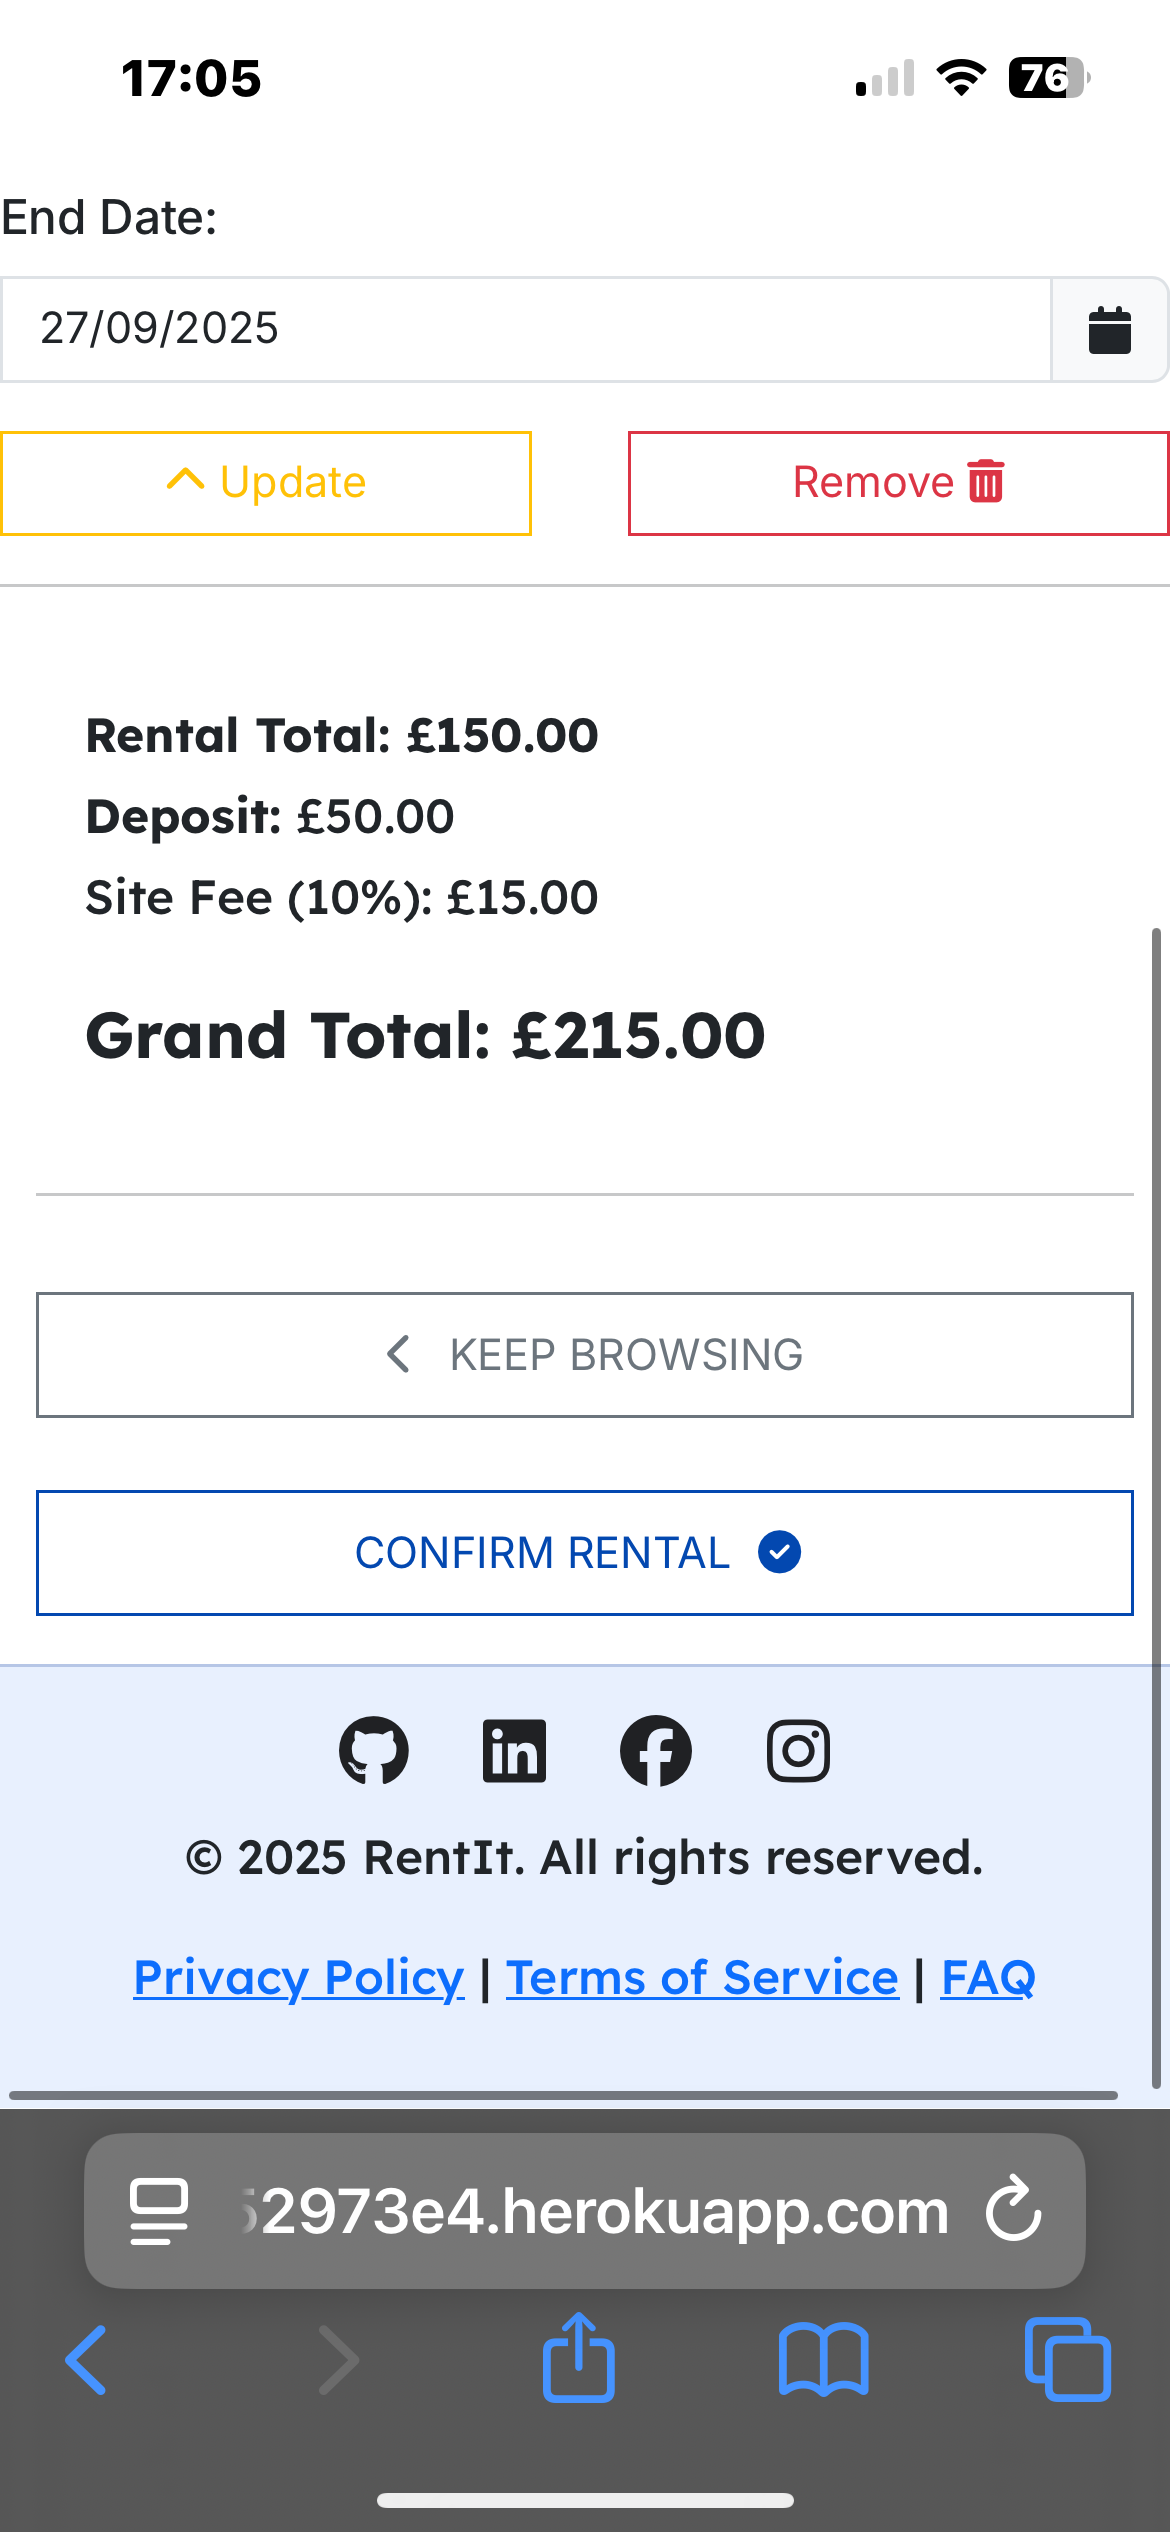 17:05
76
End Date:
27/09/2025
Update
Remove
Rental Total: £150.00
Deposit: £50.00
Site Fee (10%): £15.00
Grand Total: £215.00
KEEP BROWSING
CONFIRM RENTAL
© 2025 RentIt. All rights reserved.
Privacy Policy | Terms of Service | FAQ
2973e4.herokuapp.com